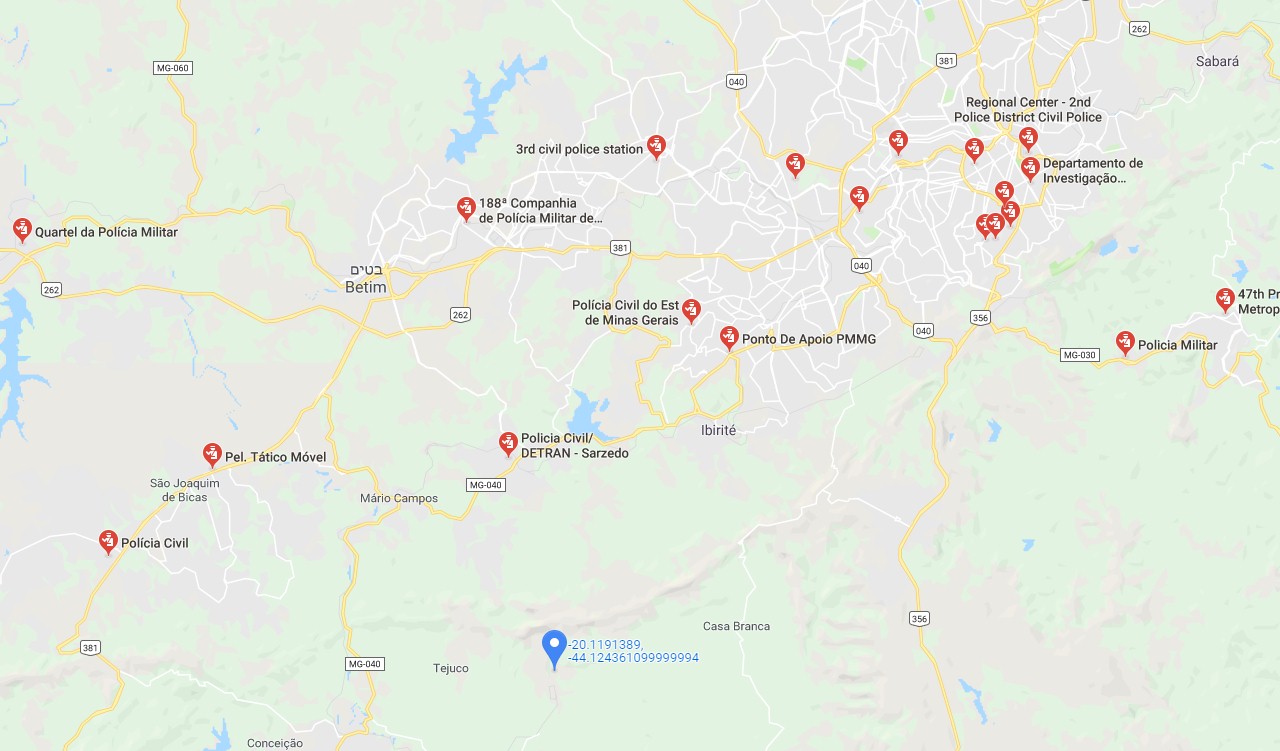 262
Sabará
381
MG-060
040
Regional Center - 2nd
Police District Civil Police
3rd civil police station
Departamento de
Investigação...
188ª Companhia
de Polícia Militar de...
Quartel da Polícia Militar
381
040
בטים
Betim
262
47th Pr
Metrop
Polícia Civil do Est
de Minas Gerais
262
356
040
Ponto De Apoio PMMG
MG-030
Policia Militar
Ibirité
Policia Civil/
DETRAN - Sarzedo
Pel. Tático Móvel
São Joaquim
de Bicas
MG-040
Mário Campos
Polícia Civil
356
Casa Branca
381
-20.1191389,
-44.124361099999994
MG-040
Tejuco
Conceição